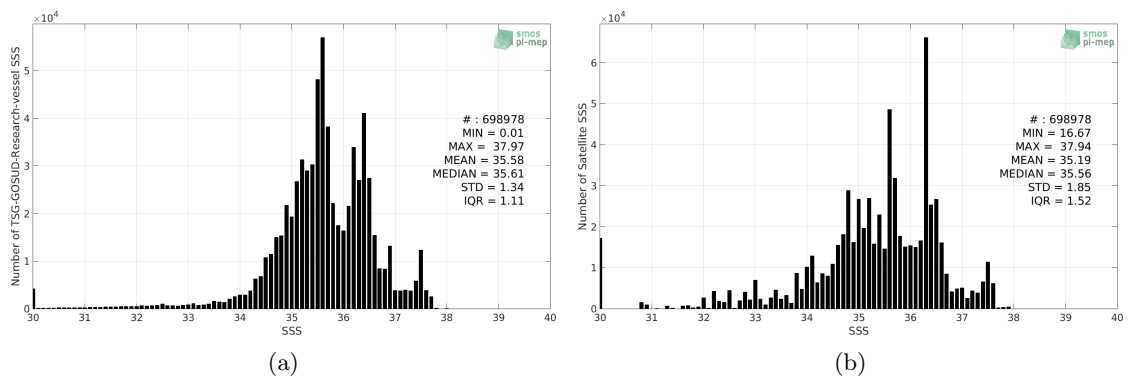 ×10⁴
smos
pi-mep
Number of TSG-GOSUD-Research-vessel SSS
5
4
3
2
1
0
# : 698978
MIN = 0.01
MAX = 37.97
MEAN = 35.58
MEDIAN = 35.61
STD = 1.34
IQR = 1.11
30 31 32 33 34 35 36 37 38 39 40
SSS
(a)
×10⁴
smos
pi-mep
Number of Satellite SSS
6
5
4
3
2
1
0
# : 698978
MIN = 16.67
MAX = 37.94
MEAN = 35.19
MEDIAN = 35.56
STD = 1.85
IQR = 1.52
30 31 32 33 34 35 36 37 38 39 40
SSS
(b)